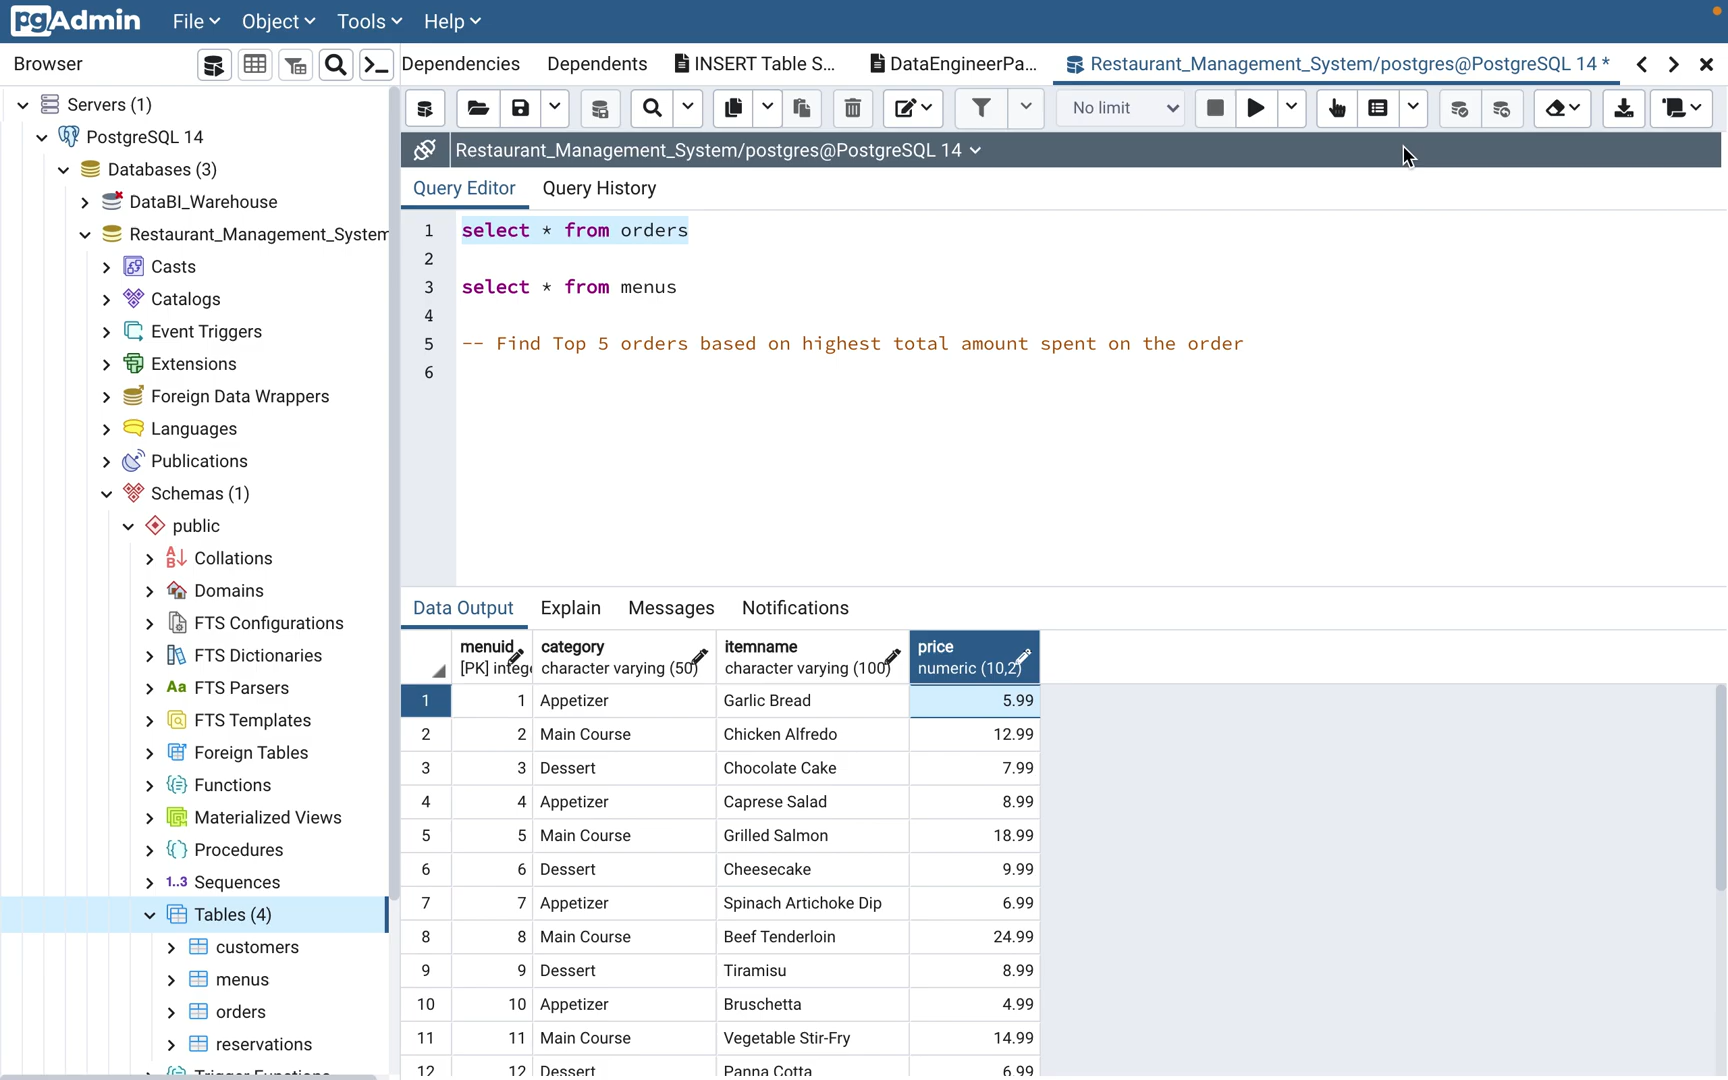 pgAdmin File Object Tools Help
Browser Dependencies Dependents INSERT Table S... DataEngineerPa... Restaurant_Management_System/postgres@PostgreSQL 14 *
No limit
Restaurant_Management_System/postgres@PostgreSQL 14
Query Editor Query History
Servers (1)
PostgreSQL 14
Databases (3)
DataBI_Warehouse
Restaurant_Management_System
Casts
Catalogs
Event Triggers
Extensions
Foreign Data Wrappers
Languages
Publications
Schemas (1)
public
Collations
Domains
FTS Configurations
FTS Dictionaries
Aa FTS Parsers
FTS Templates
Foreign Tables
Functions
Materialized Views
Procedures
1..3 Sequences
Tables (4)
customers
menus
orders
reservations
1 select * from orders
2
3 select * from menus
4
5 -- Find Top 5 orders based on highest total amount spent on the order
6
Data Output Explain Messages Notifications
menuid category itemname price
[PK] intege character varying (50) character varying (100) numeric (10,2)
1 1 Appetizer Garlic Bread 5.99
2 2 Main Course Chicken Alfredo 12.99
3 3 Dessert Chocolate Cake 7.99
4 4 Appetizer Caprese Salad 8.99
5 5 Main Course Grilled Salmon 18.99
6 6 Dessert Cheesecake 9.99
7 7 Appetizer Spinach Artichoke Dip 6.99
8 8 Main Course Beef Tenderloin 24.99
9 9 Dessert Tiramisu 8.99
10 10 Appetizer Bruschetta 4.99
11 11 Main Course Vegetable Stir-Fry 14.99
12 12 Dessert Panna Cotta 6.99